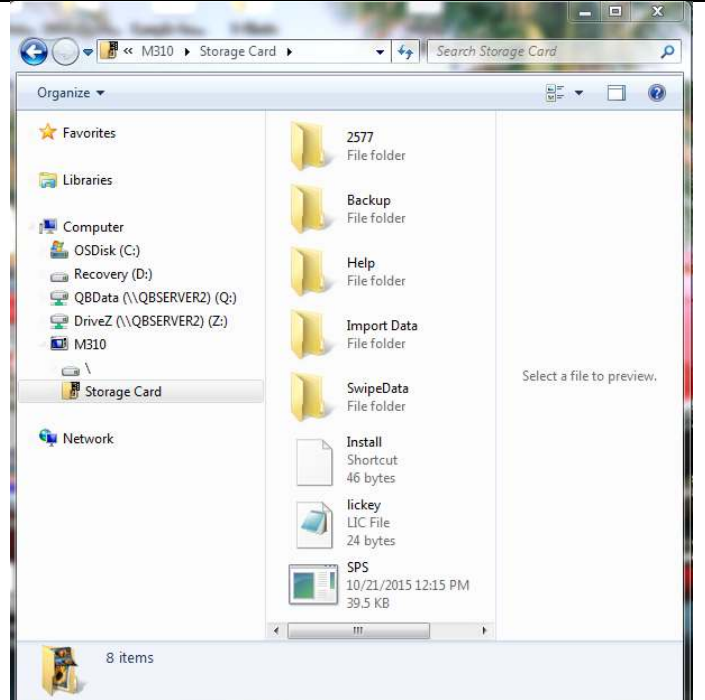 « M310 ▸ Storage Card ▸
Search Storage Card
Organize ▾
Favorites
Libraries
Computer
OSDisk (C:)
Recovery (D:)
QBData (\\QBSERVER2) (Q:)
DriveZ (\\QBSERVER2) (Z:)
M310
\
Storage Card
Network
2577
File folder
Backup
File folder
Help
File folder
Import Data
File folder
SwipeData
File folder
Install
Shortcut
46 bytes
lickey
LIC File
24 bytes
SPS
10/21/2015 12:15 PM
39.5 KB
Select a file to preview.
8 items